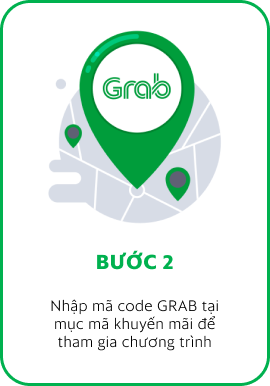 Grab
BƯỚC 2
Nhập mã code GRAB tại
mục mã khuyến mãi để
tham gia chương trình